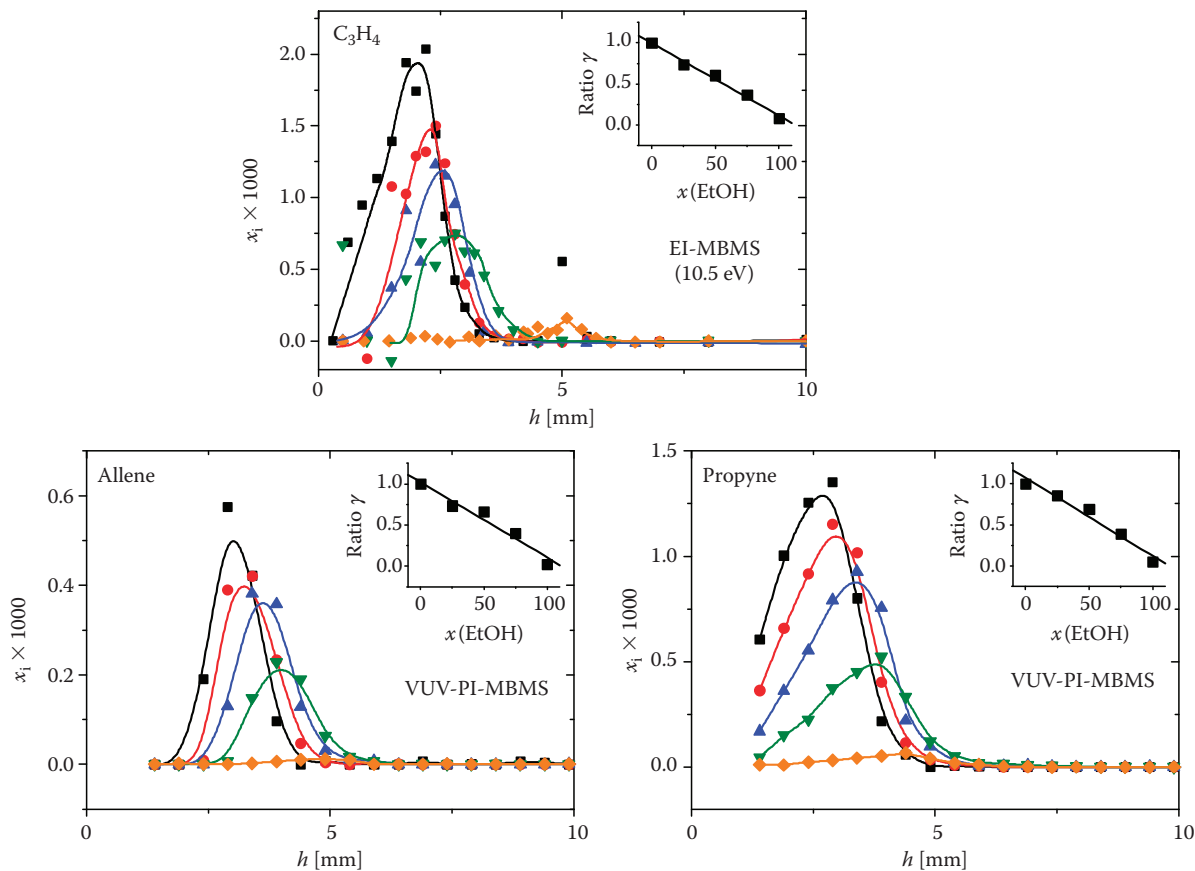 C₃H₄
2.0
1.5
1.0
0.5
0.0
xᵢ × 1000
0
5
10
h [mm]
1.0
0.5
0.0
Ratio γ
0
50
100
x (EtOH)
EI-MBMS
(10.5 eV)
Allene
0.6
0.4
0.2
0.0
xᵢ × 1000
0
5
10
h [mm]
1.0
0.5
0.0
Ratio γ
0
50
100
x (EtOH)
VUV-PI-MBMS
Propyne
1.5
1.0
0.5
0.0
xᵢ × 1000
0
5
10
h [mm]
1.0
0.5
0.0
Ratio γ
0
50
100
x (EtOH)
VUV-PI-MBMS